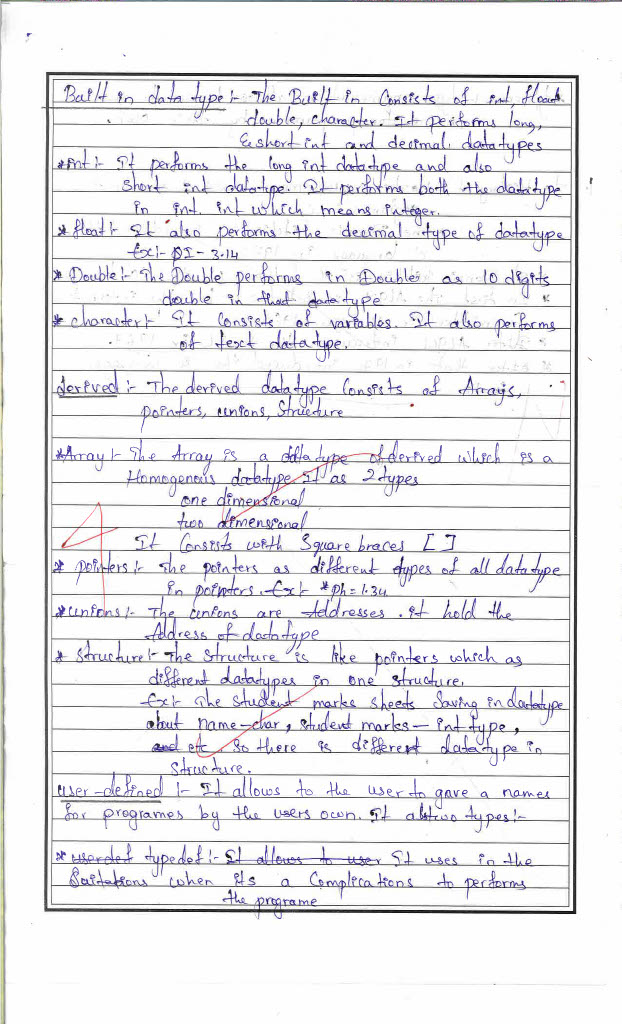 Built in data type :- The Built in Consists of int, float
double, character. It performs long,
& short int and decimal datatypes
* int :- It performs the long int datatype and also
Short int datatype. It performs both the datatype
in int. int which means integer.
* float :- It also performs the decimal type of datatype
Ex:- PI - 3.14
* Double :- The Double performs in Doubles as 10 digits
double in that datatype
* character :- It Consists of variables. It also performs
of text datatype.
derived :- The derived datatype Consists of Arrays,
pointers, unions, Structure
* Array :- The Array is a data type of derived which is a
Homogenous datatype It as 2 types
one dimensional
two dimensional
It Consists with Square braces [ ]
* pointers :- The pointers as different types of all datatype
in pointers. Ex:- *ph = 1.34
* unions :- The unions are Addresses. it hold the
Address of datatype
* Structure :- The Structure is like pointers which as
different datatypes in one structure.
Ex:- The student marks sheets Saving in datatype
about name - char, student marks - int type,
and etc. So there is different datatype in
Structure.
user-defined :- It allows to the user to gave a names
for programes by the users own. It as two types :-
* userdef typedef :- It allows to user It uses in the
when its a Complications to performs
the programe